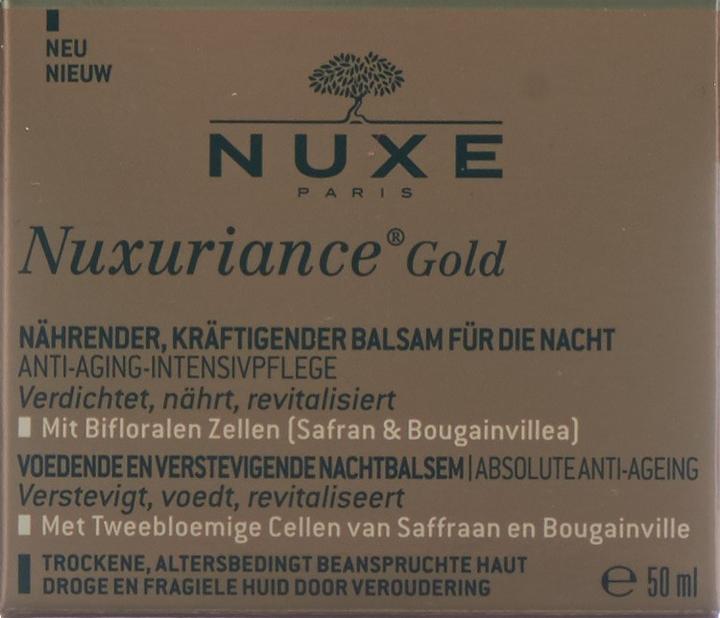 NEU
NIEUW
NUXE
PARIS
Nuxuriance® Gold
NÄHRENDER, KRÄFTIGENDER BALSAM FÜR DIE NACHT
ANTI-AGING-INTENSIVPFLEGE
Verdichtet, nährt, revitalisiert
Mit Bifloralen Zellen (Safran & Bougainvillea)
VOEDENDE EN VERSTEVIGENDE NACHTBALSEM | ABSOLUTE ANTI-AGEING
Verstevigt, voedt, revitaliseert
Met Tweebloemige Cellen van Saffraan en Bougainville
TROCKENE, ALTERSBEDINGT BEANSPRUCHTE HAUT
DROGE EN FRAGIELE HUID DOOR VEROUDERING
℮ 50 ml